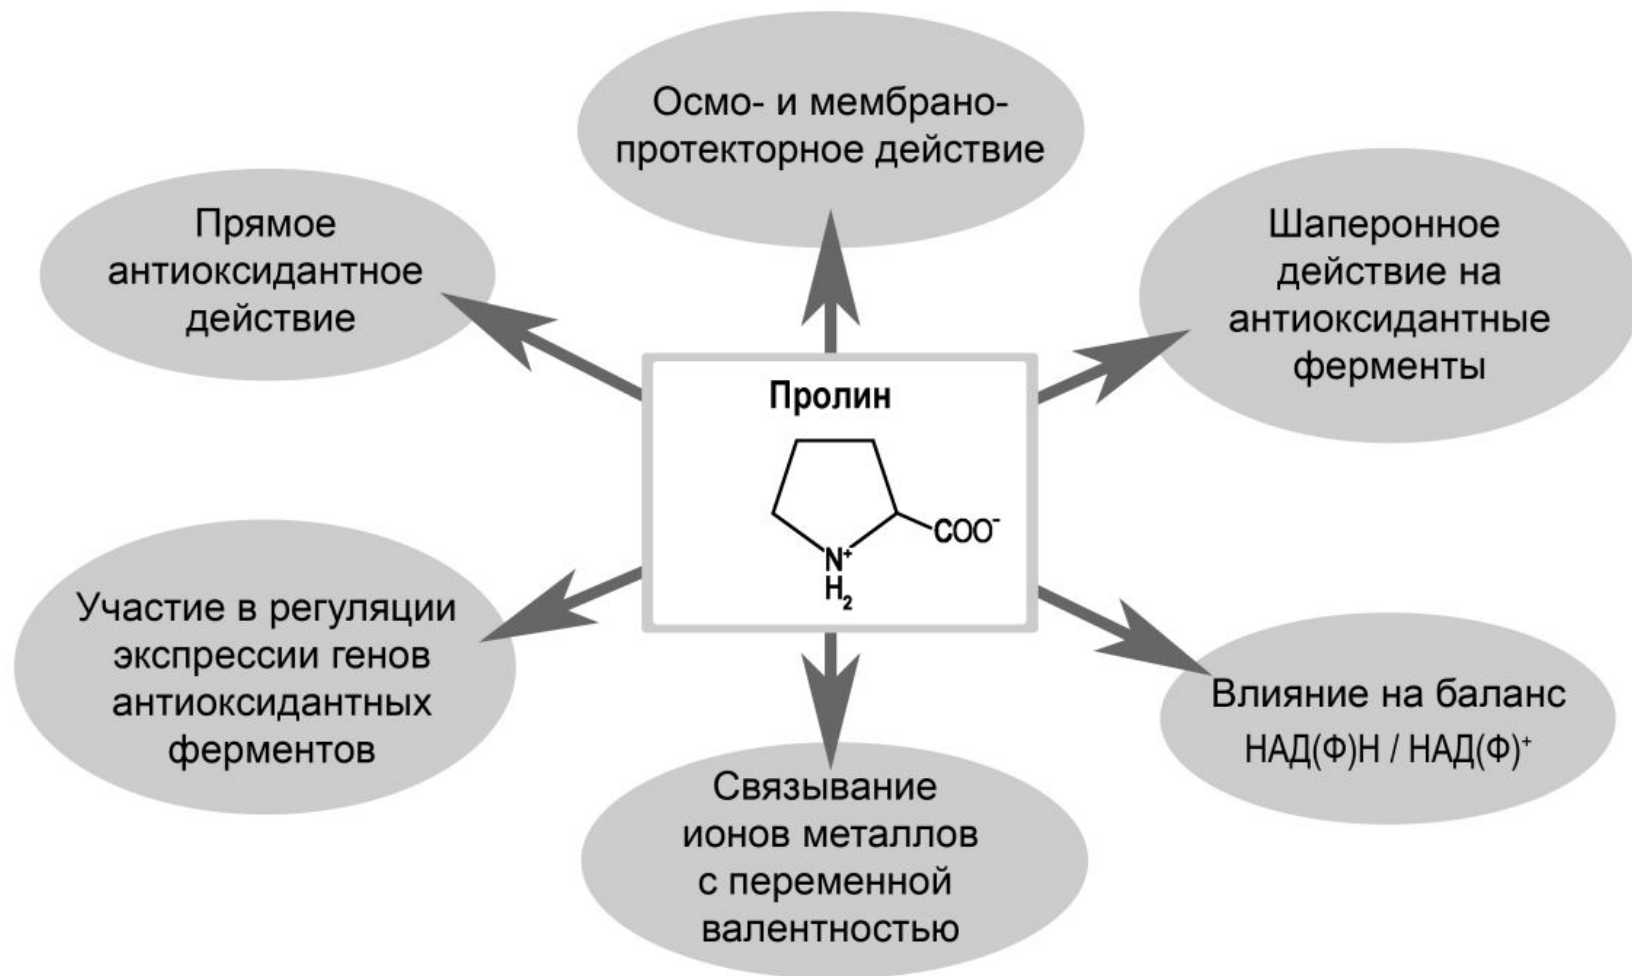 Осмо- и мембрано-
протекторное действие
Прямое
антиоксидантное
действие
Шаперонное
действие на
антиоксидантные
ферменты
Пролин
COO⁻
N⁺
H₂
Участие в регуляции
экспрессии генов
антиоксидантных
ферментов
Влияние на баланс
НАД(Ф)Н / НАД(Ф)⁺
Связывание
ионов металлов
с переменной
валентностью